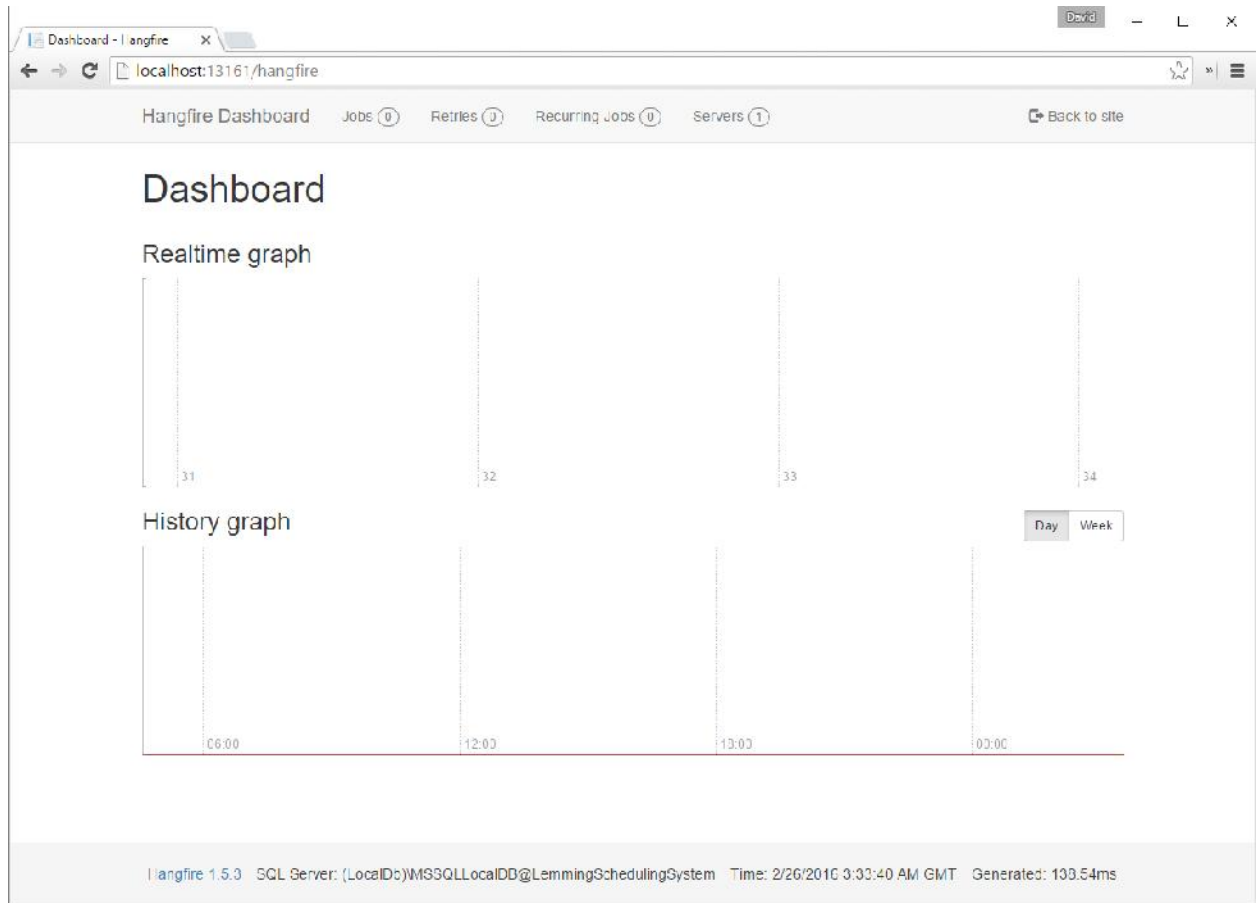 David
Dashboard - Hangfire
localhost:13161/hangfire
Hangfire Dashboard Jobs 0 Retries 0 Recurring Jobs 0 Servers 1 Back to site
Dashboard
Realtime graph
31 32 33 34
History graph
Day Week
06:00 12:00 18:00 00:00
Hangfire 1.5.3 SQL Server: (LocalDb)\MSSQLLocalDB@LemmingSchedulingSystem Time: 2/26/2016 3:33:40 AM GMT Generated: 138.54ms